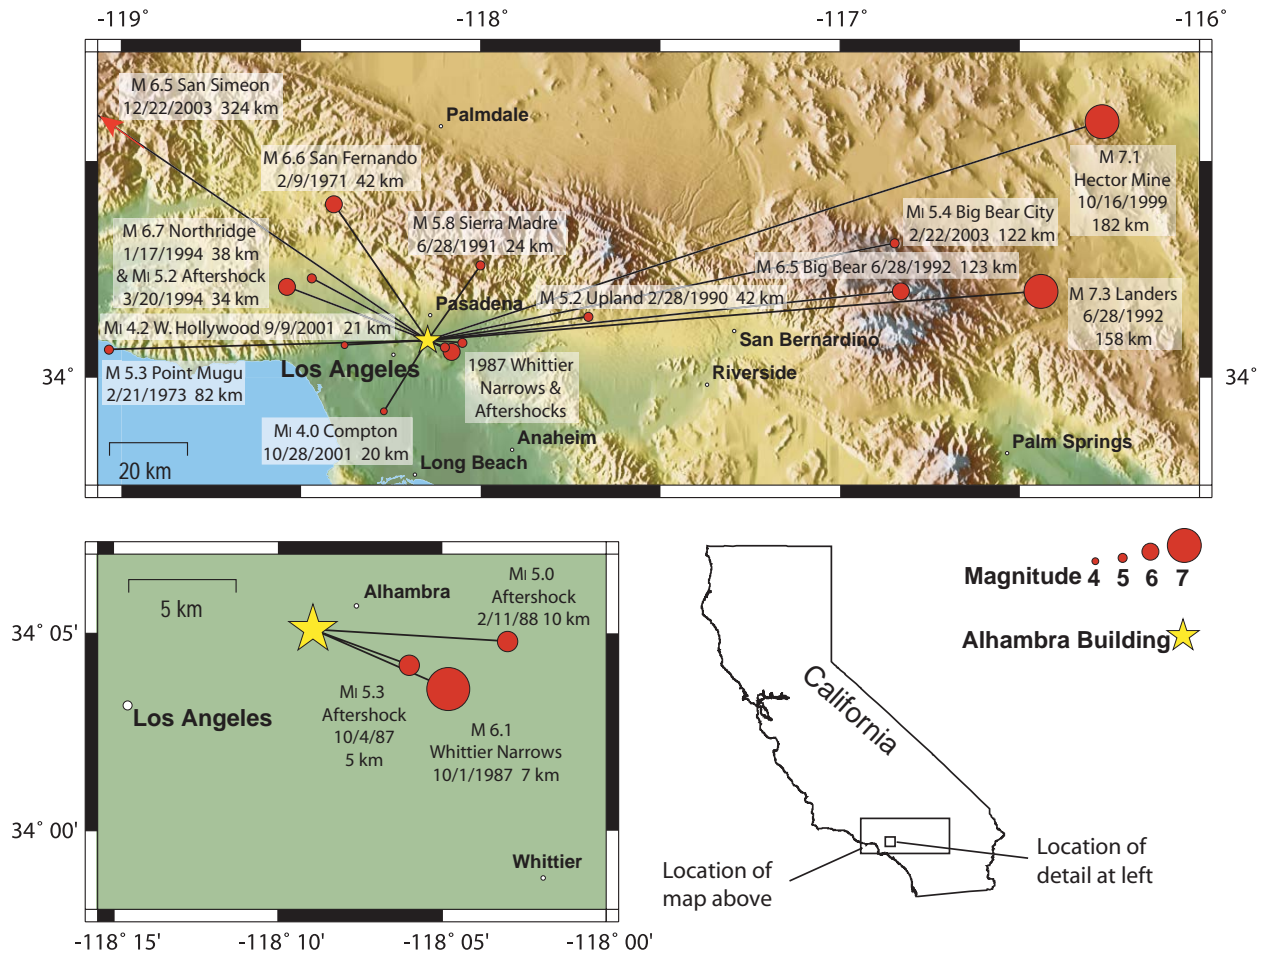 -119°
-118°
-117°
-116°
M 6.5 San Simeon
12/22/2003 324 km
Palmdale
M 6.6 San Fernando
2/9/1971 42 km
M 7.1
Hector Mine
10/16/1999
182 km
M 5.8 Sierra Madre
6/28/1991 24 km
Ml 5.4 Big Bear City
2/22/2003 122 km
M 6.7 Northridge
1/17/1994 38 km
& Ml 5.2 Aftershock
3/20/1994 34 km
M 6.5 Big Bear 6/28/1992 123 km
M 5.2 Upland 2/28/1990 42 km
M 7.3 Landers
6/28/1992
158 km
Pasadena
Ml 4.2 W. Hollywood 9/9/2001 21 km
San Bernardino
Los Angeles
M 5.3 Point Mugu
2/21/1973 82 km
1987 Whittier
Narrows &
Aftershocks
Riverside
34°
34°
Ml 4.0 Compton
10/28/2001 20 km
Anaheim
Palm Springs
Long Beach
20 km
5 km
Alhambra
Ml 5.0
Aftershock
2/11/88 10 km
34° 05'
Ml 5.3
Aftershock
10/4/87
5 km
Los Angeles
M 6.1
Whittier Narrows
10/1/1987 7 km
34° 00'
Whittier
-118° 15'
-118° 10'
-118° 05'
-118° 00'
Magnitude 4 5 6 7
Alhambra Building
California
Location of
map above
Location of
detail at left